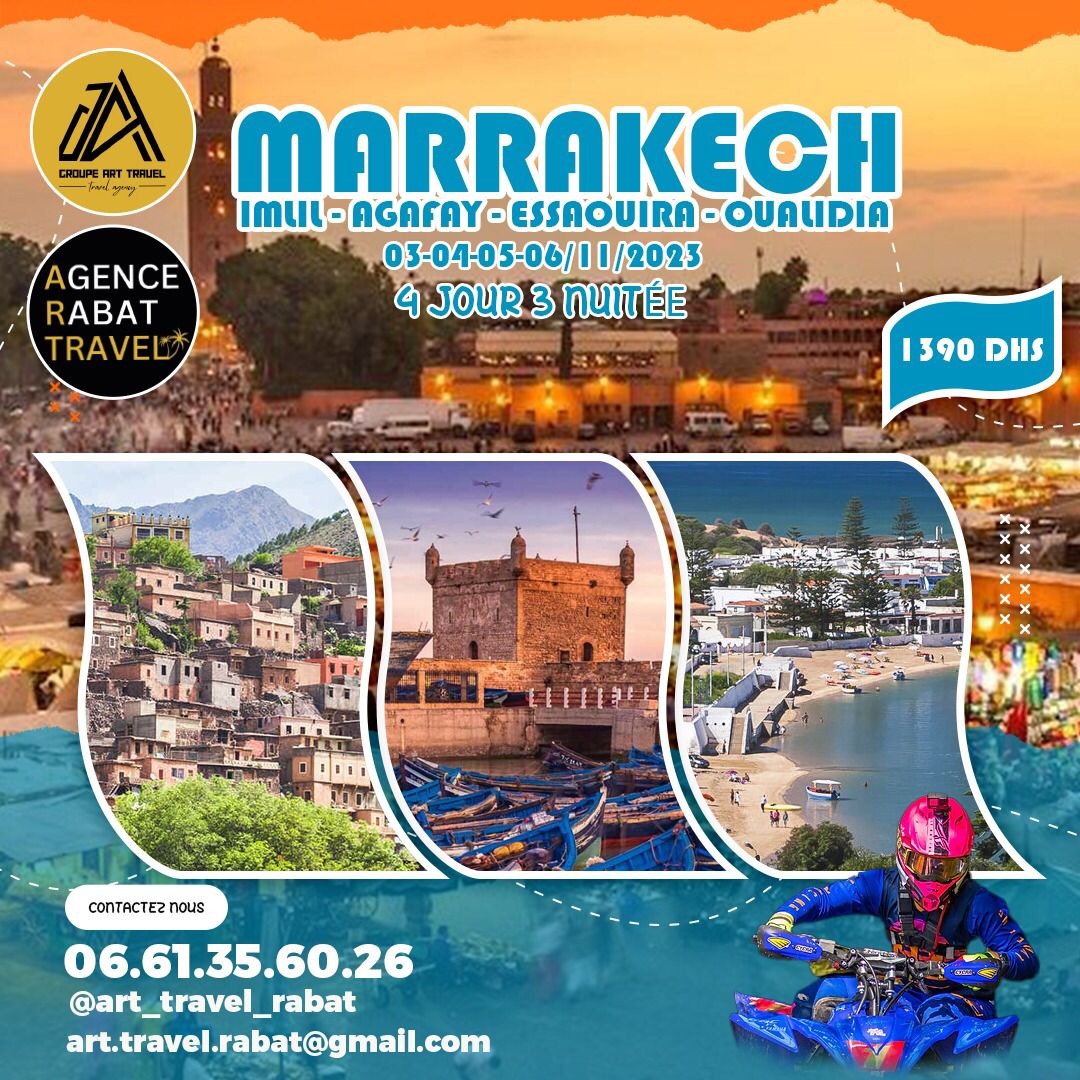 GROUPE ART TRAVEL
travel agency
AGENCE
RABAT
TRAVEL
MARRAKECH
IMLIL - AGAFAY - ESSAOUIRA - OUALIDIA
03-04-05-06/11/2023
4 JOUR 3 NUITÉE
1390 DHS
CONTACTEZ NOUS
06.61.35.60.26
@art_travel_rabat
art.travel.rabat@gmail.com
CYCRA
CYCRA